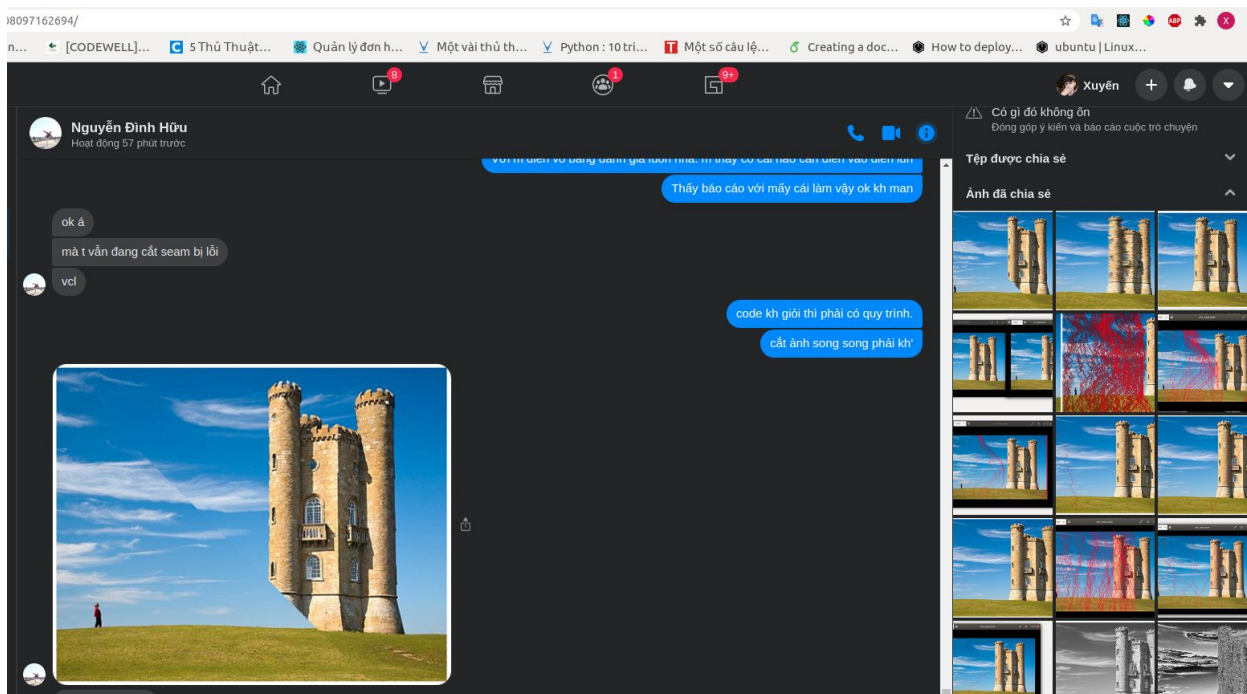 08097162694/
n... [CODEWELL]... 5 Thủ Thuật... Quản lý đơn h... Một vài thủ th... Python : 10 tri... Một số câu lệ... Creating a doc... How to deploy... ubuntu | Linux...
8
1
9+
Xuyến
Nguyễn Đình Hữu
Hoạt động 57 phút trước
Có gì đó không ổn
Đóng góp ý kiến và báo cáo cuộc trò chuyện
Tệp được chia sẻ
Ảnh đã chia sẻ
Thấy báo cáo với mấy cái làm vậy ok kh man
ok á
mà t vẫn đang cắt seam bị lỗi
vcl
code kh giỏi thì phải có quy trình.
cắt ảnh song song phải kh'
ABP
X